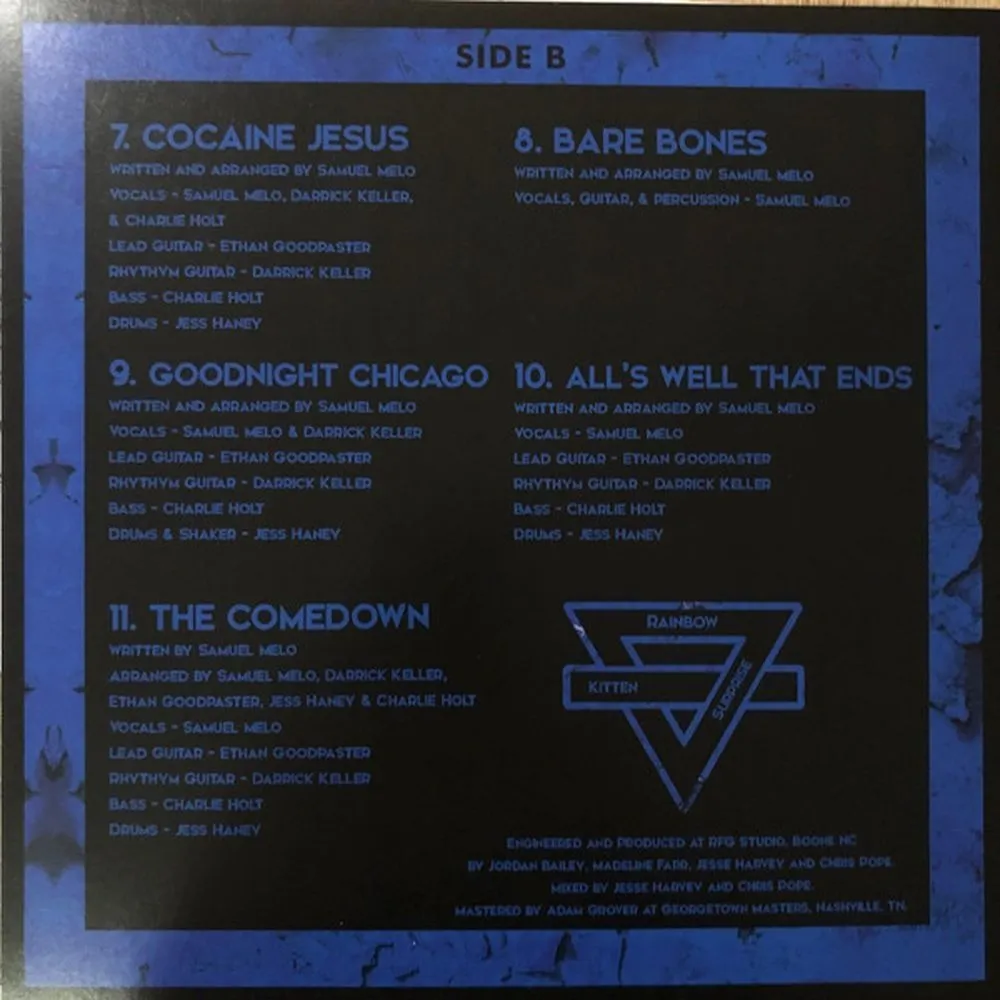 SIDE B
7. COCAINE JESUS
WRITTEN AND ARRANGED BY SAMUEL MELO
VOCALS - SAMUEL MELO, DARRICK KELLER,
& CHARLIE HOLT
LEAD GUITAR - ETHAN GOODPASTER
RHYTHYM GUITAR - DARRICK KELLER
BASS - CHARLIE HOLT
DRUMS - JESS HANEY
8. BARE BONES
WRITTEN AND ARRANGED BY SAMUEL MELO
VOCALS, GUITAR, & PERCUSSION - SAMUEL MELO
9. GOODNIGHT CHICAGO
WRITTEN AND ARRANGED BY SAMUEL MELO
VOCALS - SAMUEL MELO & DARRICK KELLER
LEAD GUITAR - ETHAN GOODPASTER
RHYTHYM GUITAR - DARRICK KELLER
BASS - CHARLIE HOLT
DRUMS & SHAKER - JESS HANEY
10. ALL'S WELL THAT ENDS
WRITTEN AND ARRANGED BY SAMUEL MELO
VOCALS - SAMUEL MELO
LEAD GUITAR - ETHAN GOODPASTER
RHYTHYM GUITAR - DARRICK KELLER
BASS - CHARLIE HOLT
DRUMS - JESS HANEY
11. THE COMEDOWN
WRITTEN BY SAMUEL MELO
ARRANGED BY SAMUEL MELO, DARRICK KELLER,
ETHAN GOODPASTER, JESS HANEY & CHARLIE HOLT
VOCALS - SAMUEL MELO
LEAD GUITAR - ETHAN GOODPASTER
RHYTHYM GUITAR - DARRICK KELLER
BASS - CHARLIE HOLT
DRUMS - JESS HANEY
RAINBOW
KITTEN
SURPRISE
ENGINEERED AND PRODUCED AT RFG STUDIO, BOONE NC
BY JORDAN BAILEY, MADELINE FARR, JESSE HARVEY AND CHRIS POPE.
MIXED BY JESSE HARVEY AND CHRIS POPE.
MASTERED BY ADAM GROVER AT GEORGETOWN MASTERS, NASHVILLE, TN.